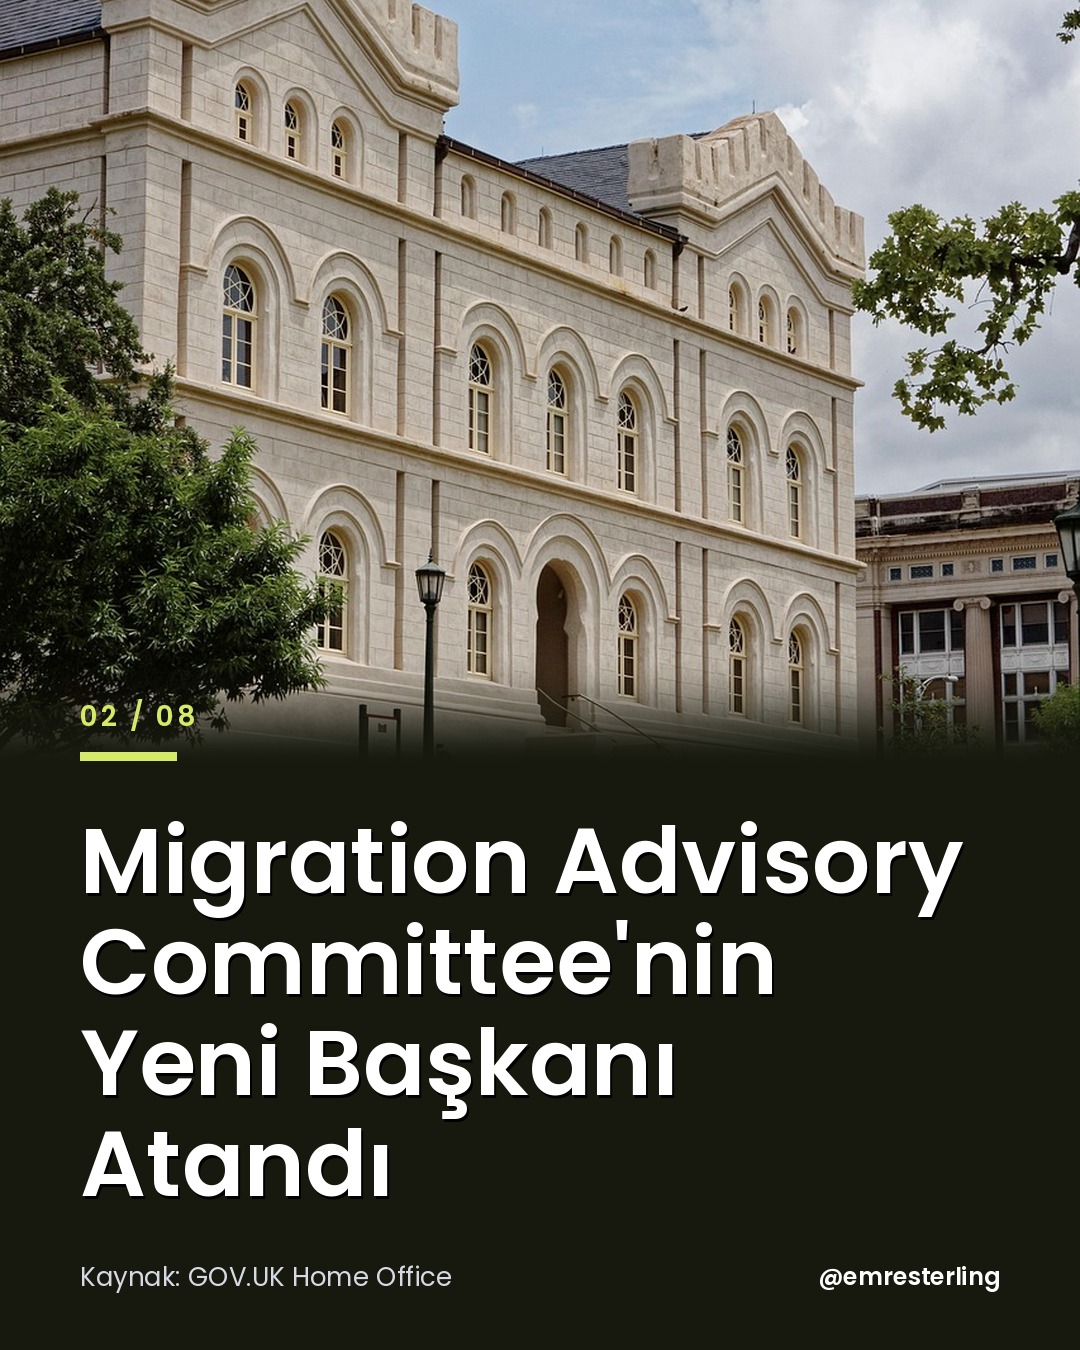 02 / 08
Migration Advisory
Committee'nin
Yeni Başkanı
Atandı
Kaynak: GOV.UK Home Office
@emresterling